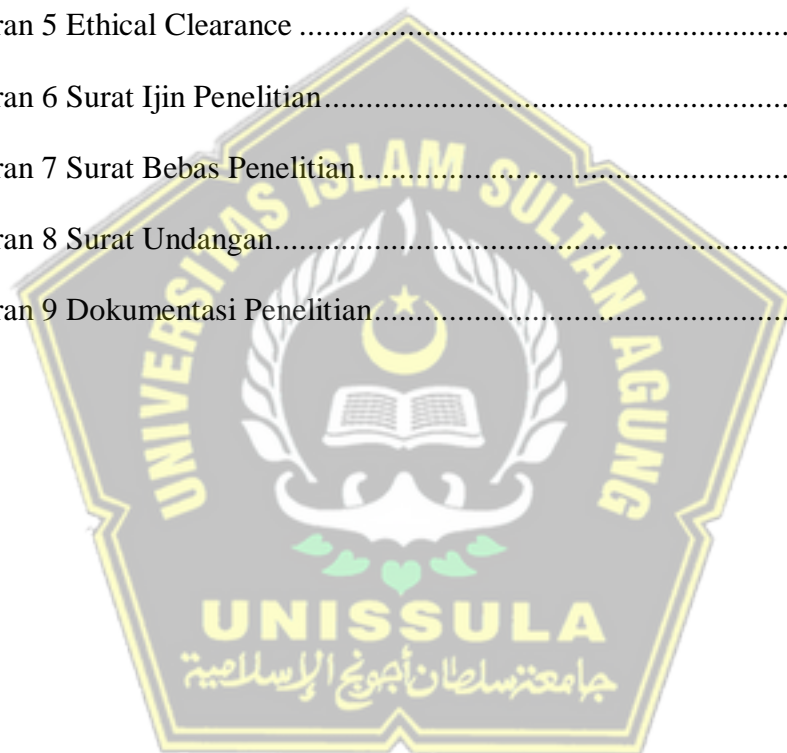 ran 5 Ethical Clearance ........................................................
ran 6 Surat Ijin Penelitian.....................................................
ran 7 Surat Bebas Penelitian.................................................
ran 8 Surat Undangan...........................................................
ran 9 Dokumentasi Penelitian...............................................
UNIVERSITAS ISLAM SULTAN AGUNG
UNISSULA
جامعة سلطان أجونج الإسلامية